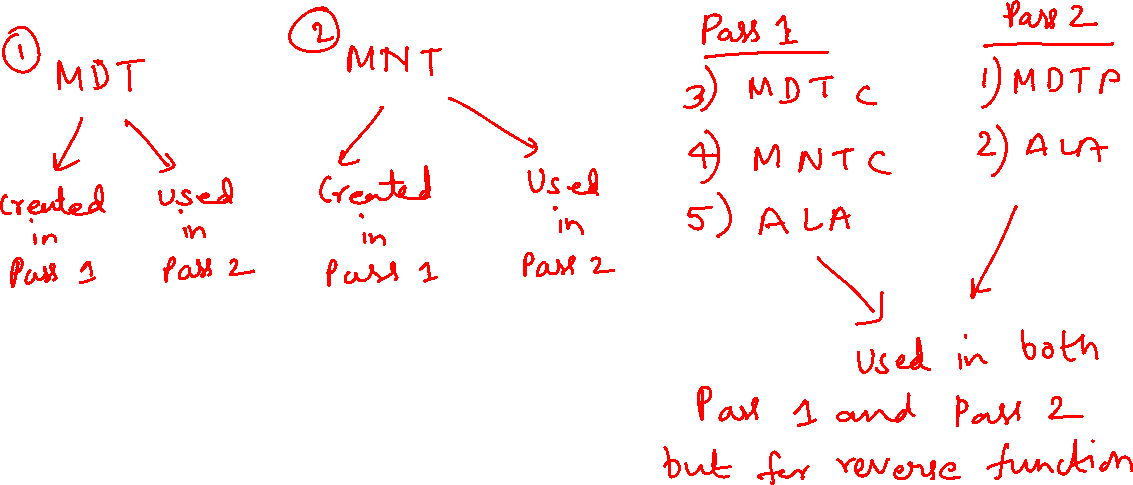 ① MDT
Created in Pass 1
Used in Pass 2
② MNT
Created in Pass 1
Used in Pass 2
Pass 1
3) MDTC
4) MNTC
5) ALA
Pass 2
1) MDTP
2) ALA
Used in both
Pass 1 and Pass 2
but for reverse function